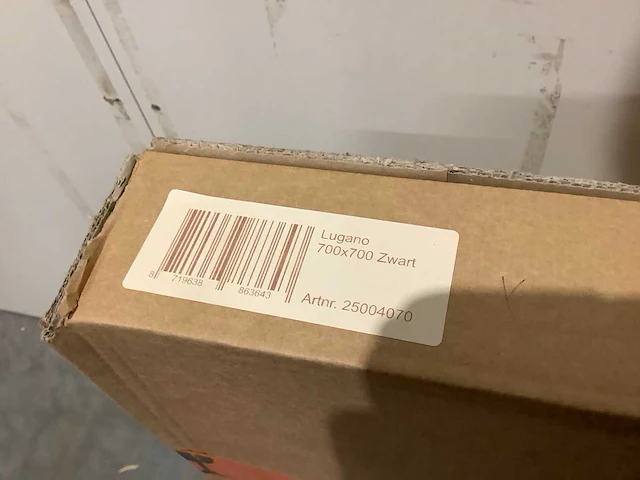 Lugano
700x700 Zwart
8 719638 863643
Artnr. 25004070